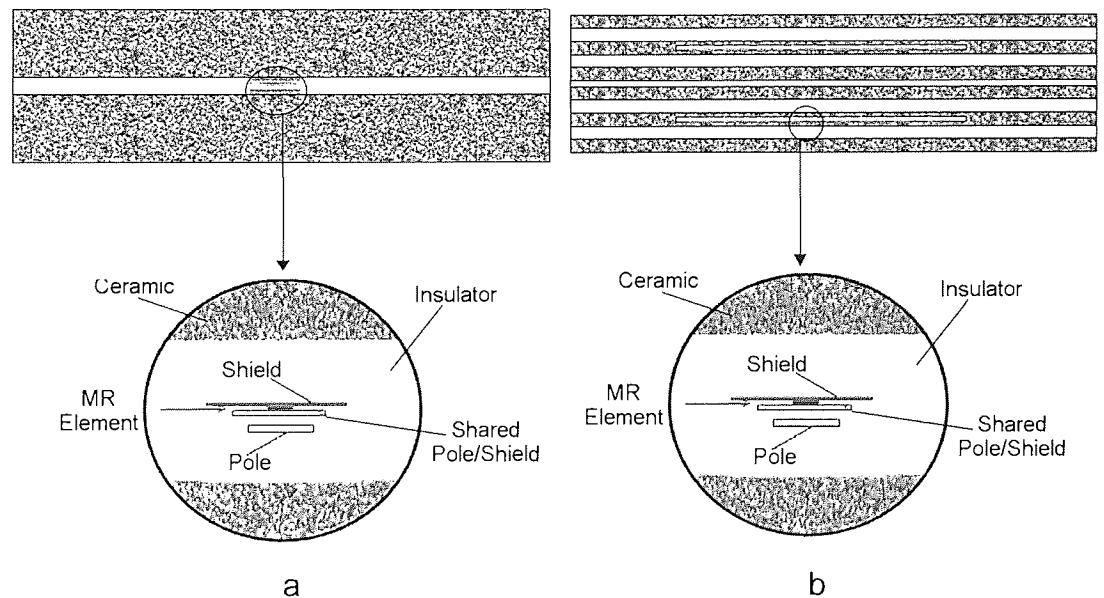 Ceramic
Insulator
Shield
MR
Element
Shared
Pole/Shield
Pole
a
Ceramic
Insulator
Shield
MR
Element
Shared
Pole/Shield
Pole
b